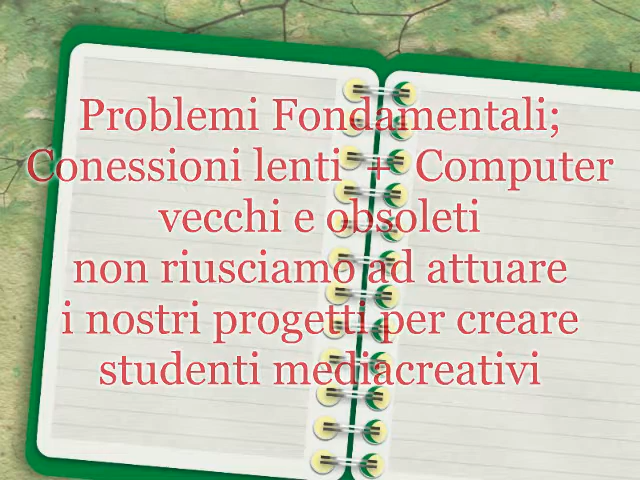 Problemi Fondamentali;
Conessioni lenti + Computer
vecchi e obsoleti
non riusciamo ad attuare
i nostri progetti per creare
studenti mediacreativi